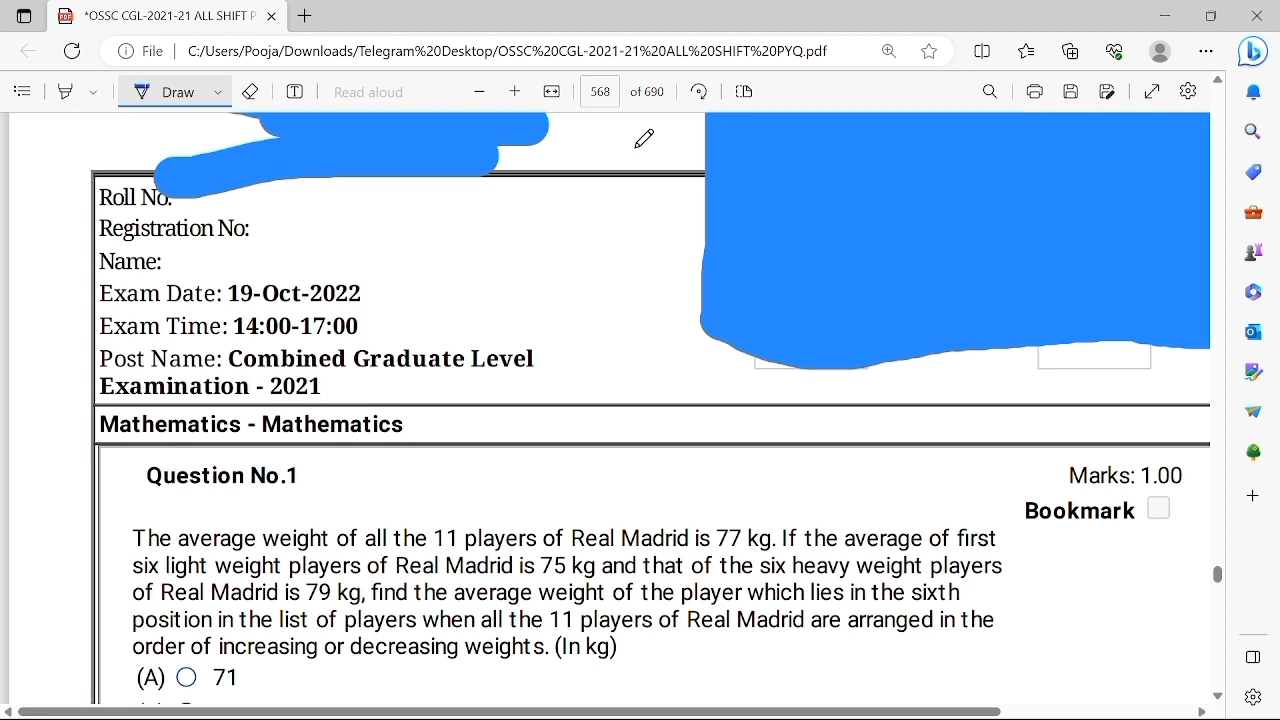 *OSSC CGL-2021-21 ALL SHIFT P
File
C:/Users/Pooja/Downloads/Telegram%20Desktop/OSSC%20CGL-2021-21%20ALL%20SHIFT%20PYQ.pdf
Draw
Read aloud
568
of 690
Roll No:
Registration No:
Name:
Exam Date: 19-Oct-2022
Exam Time: 14:00-17:00
Post Name: Combined Graduate Level
Examination - 2021
Mathematics - Mathematics
Question No.1
Marks: 1.00
Bookmark
The average weight of all the 11 players of Real Madrid is 77 kg. If the average of first
six light weight players of Real Madrid is 75 kg and that of the six heavy weight players
of Real Madrid is 79 kg, find the average weight of the player which lies in the sixth
position in the list of players when all the 11 players of Real Madrid are arranged in the
order of increasing or decreasing weights. (In kg)
(A) 71